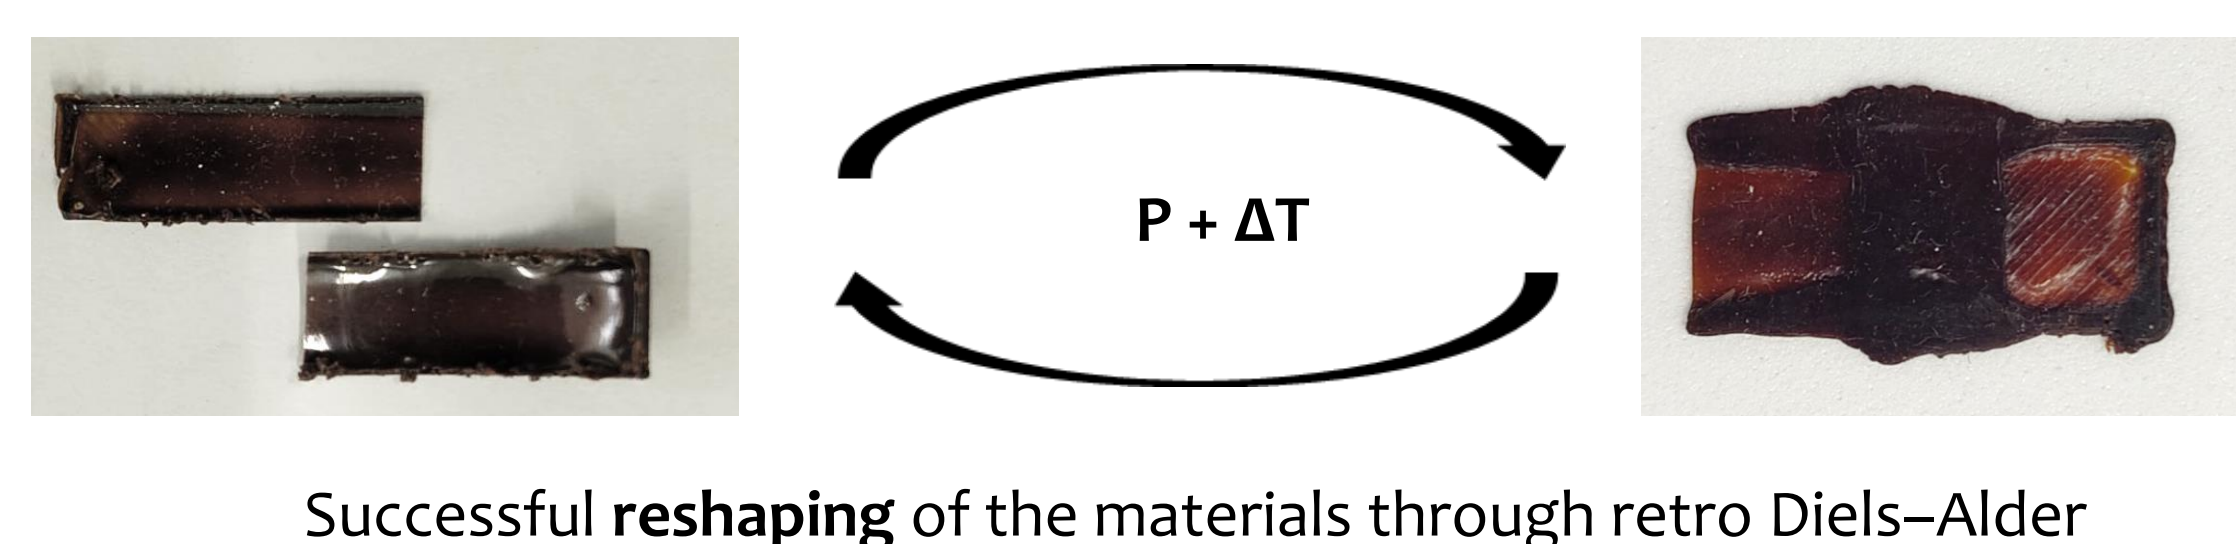 P + ΔT
Successful reshaping of the materials through retro Diels–Alder